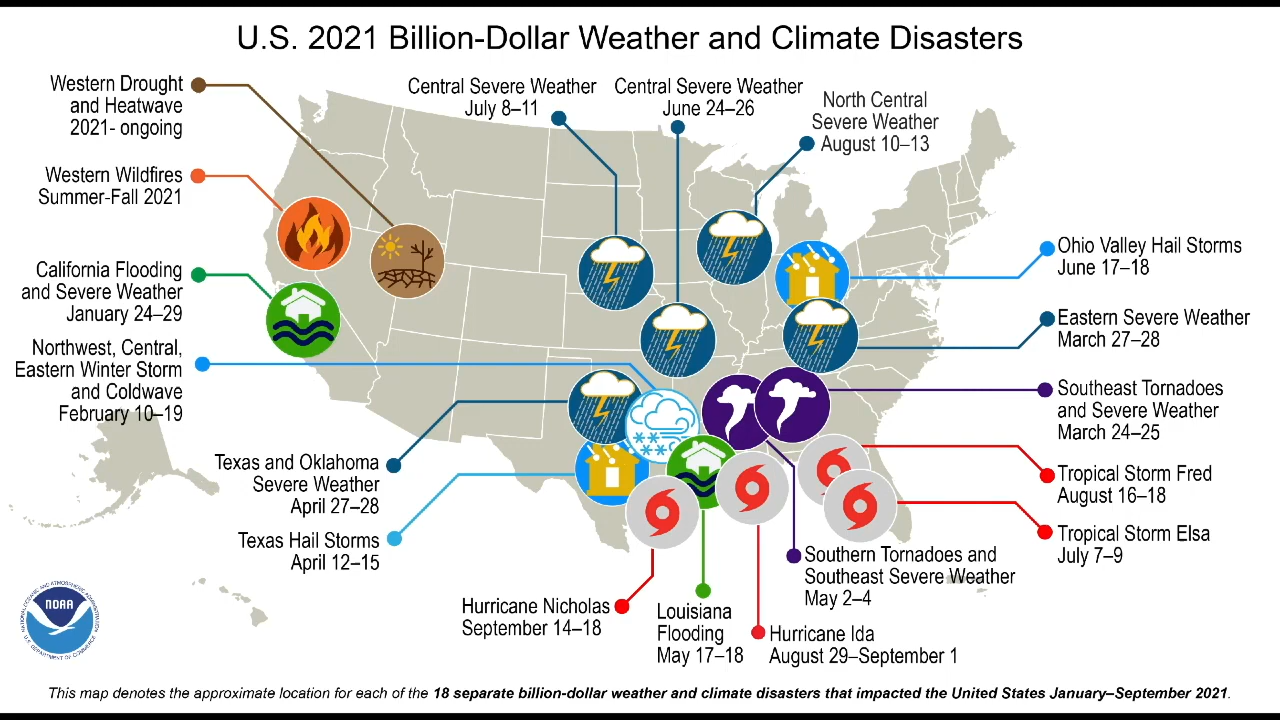 U.S. 2021 Billion-Dollar Weather and Climate Disasters
Western Drought
and Heatwave
2021- ongoing
Central Severe Weather
July 8–11
Central Severe Weather
June 24–26
North Central
Severe Weather
August 10–13
Western Wildfires
Summer-Fall 2021
California Flooding
and Severe Weather
January 24–29
Northwest, Central,
Eastern Winter Storm
and Coldwave
February 10–19
Ohio Valley Hail Storms
June 17–18
Eastern Severe Weather
March 27–28
Southeast Tornadoes
and Severe Weather
March 24–25
Texas and Oklahoma
Severe Weather
April 27–28
Texas Hail Storms
April 12–15
Tropical Storm Fred
August 16–18
Tropical Storm Elsa
July 7–9
Southern Tornadoes and
Southeast Severe Weather
May 2–4
Hurricane Nicholas
September 14–18
Louisiana
Flooding
May 17–18
Hurricane Ida
August 29–September 1
NATIONAL OCEANIC AND ATMOSPHERIC ADMINISTRATION
NOAA
U.S. DEPARTMENT OF COMMERCE
This map denotes the approximate location for each of the 18 separate billion-dollar weather and climate disasters that impacted the United States January–September 2021.